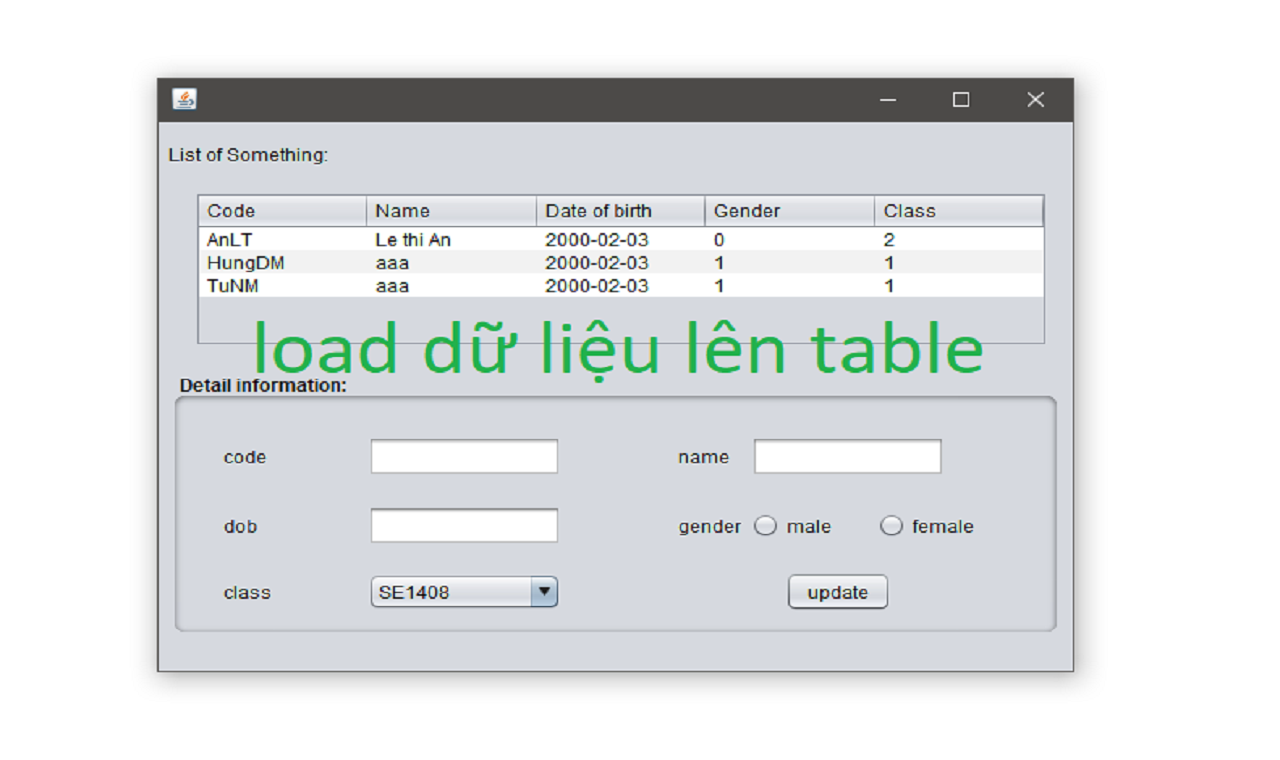 List of Something:
Code Name Date of birth Gender Class
AnLT Le thi An 2000-02-03 0 2
HungDM aaa 2000-02-03 1 1
TuNM aaa 2000-02-03 1 1
load dữ liệu lên table
Detail information:
code name
dob gender male female
class SE1408 update